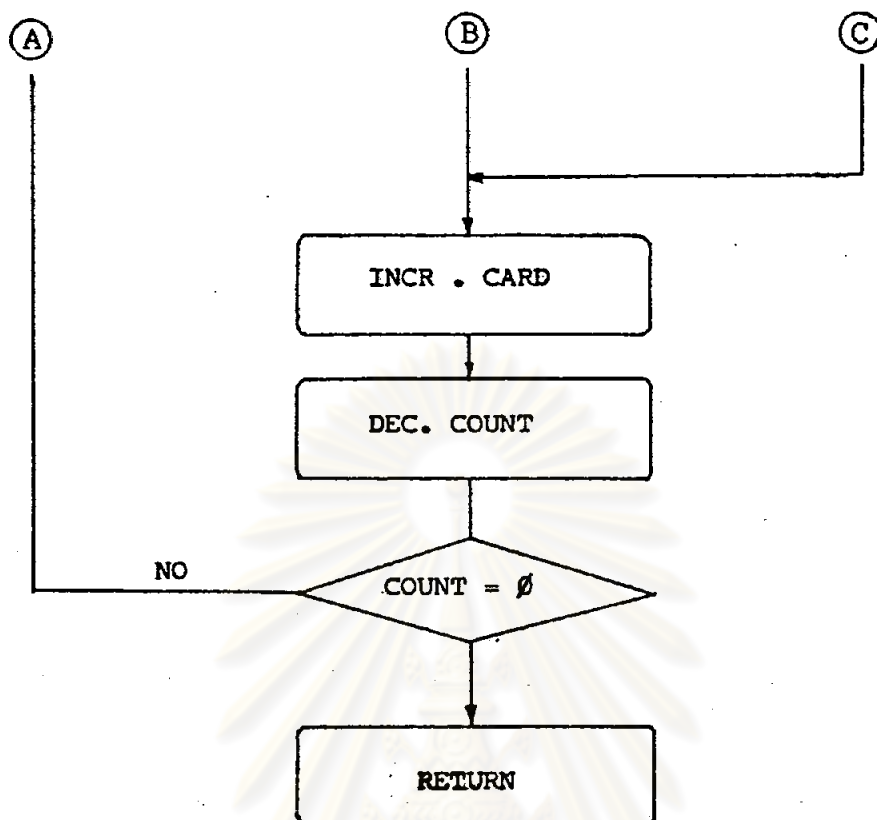 A
B
C
INCR . CARD
DEC. COUNT
NO
COUNT = Ø
RETURN